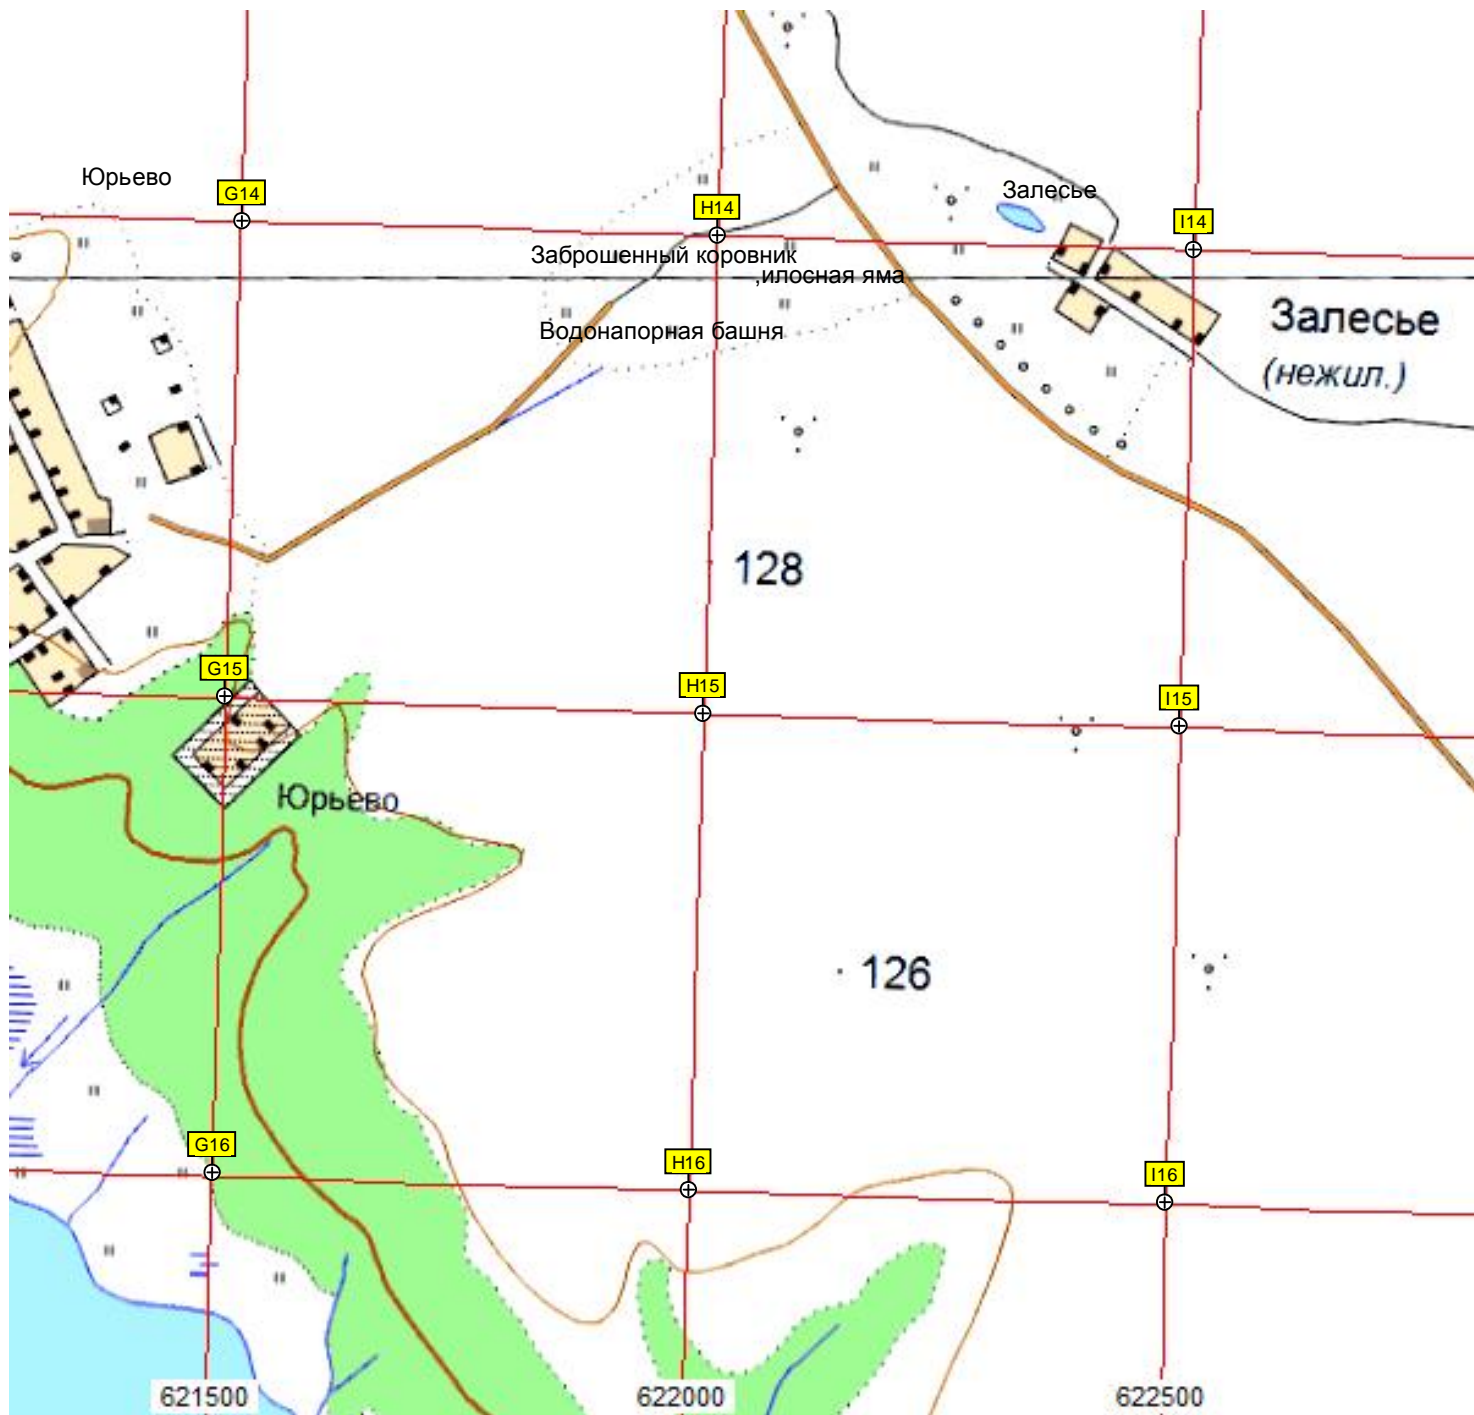 Юрьево
G14
H14
Залесье
I14
Заброшенный коровник
,илосная яма
Водонапорная башня
Залесье
(нежил.)
128
G15
H15
I15
Юрьево
126
G16
H16
I16
621500
622000
622500